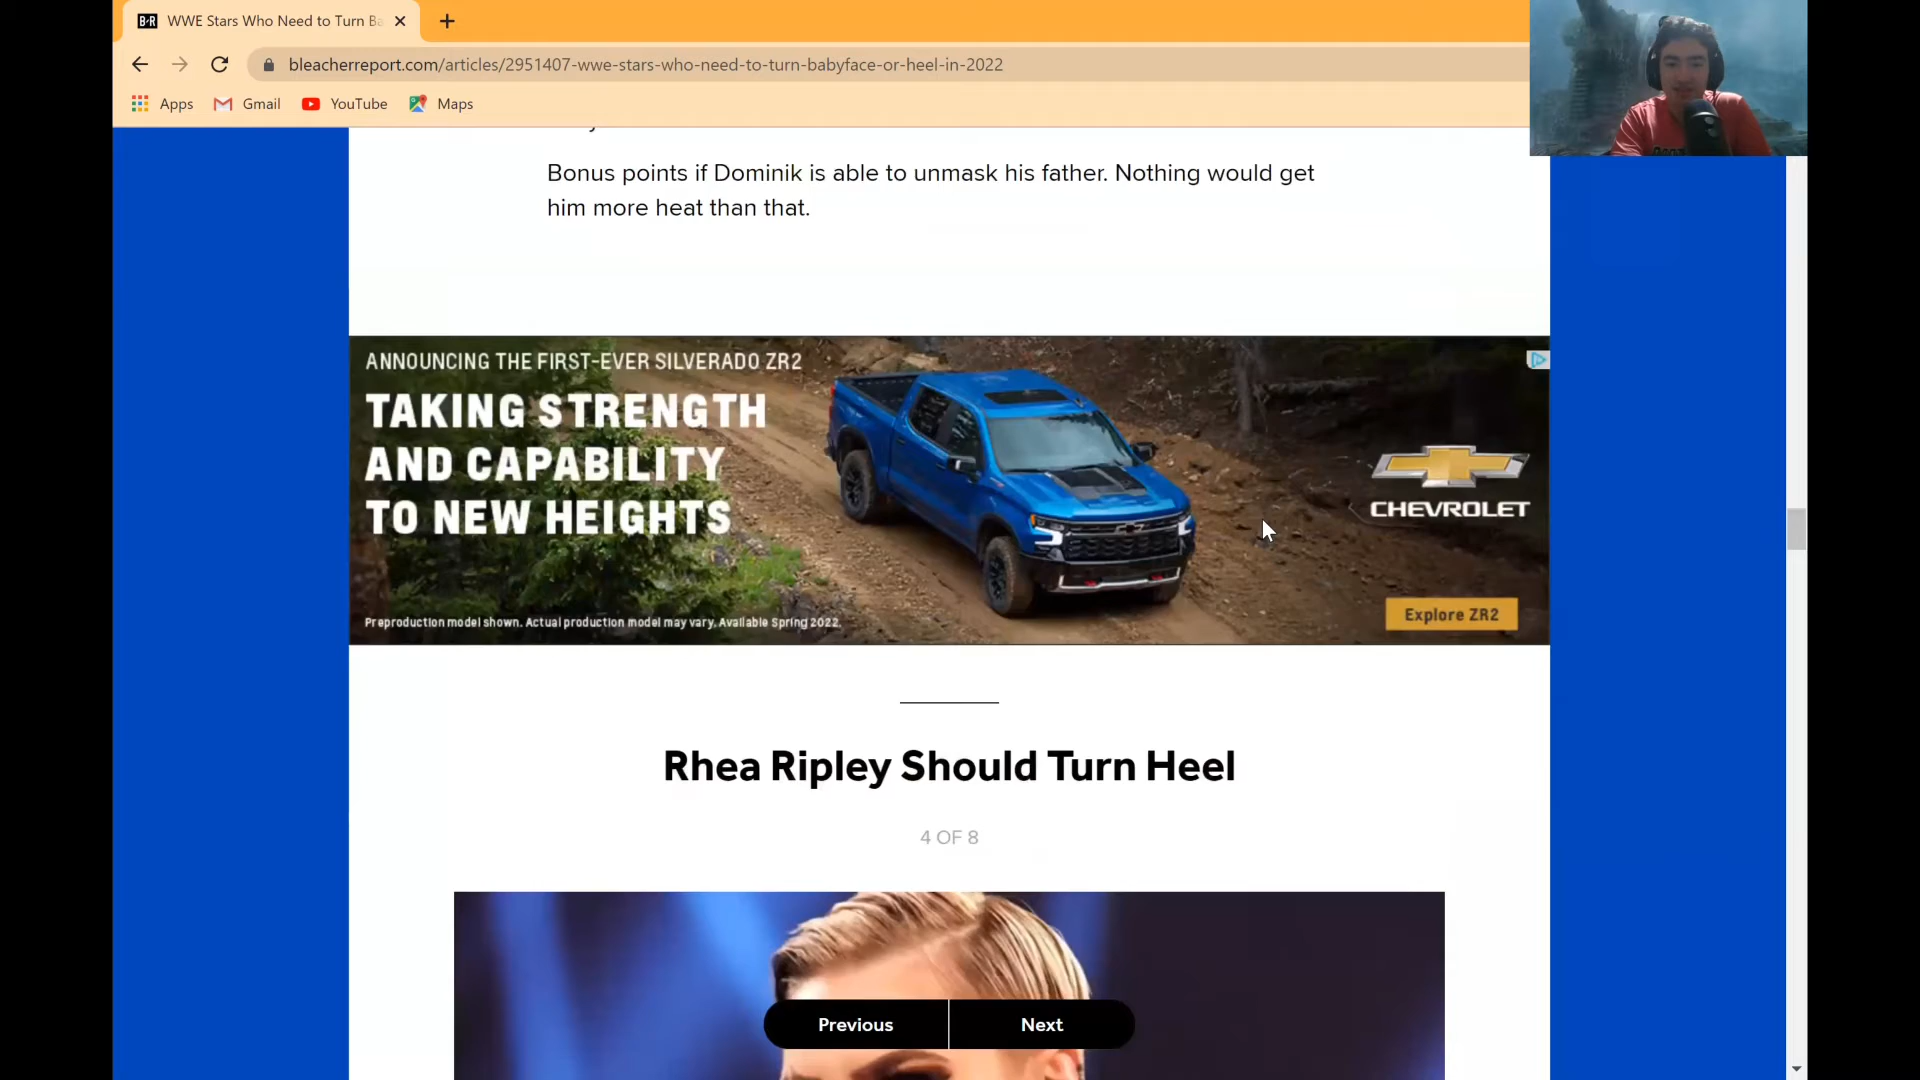 B/R WWE Stars Who Need to Turn Ba
bleacherreport.com/articles/2951407-wwe-stars-who-need-to-turn-babyface-or-heel-in-2022
Apps Gmail YouTube Maps
Bonus points if Dominik is able to unmask his father. Nothing would get
him more heat than that.
ANNOUNCING THE FIRST-EVER SILVERADO ZR2
TAKING STRENGTH
AND CAPABILITY
TO NEW HEIGHTS
CHEVROLET
Explore ZR2
Preproduction model shown. Actual production model may vary. Available Spring 2022.
Rhea Ripley Should Turn Heel
4 OF 8
Previous Next